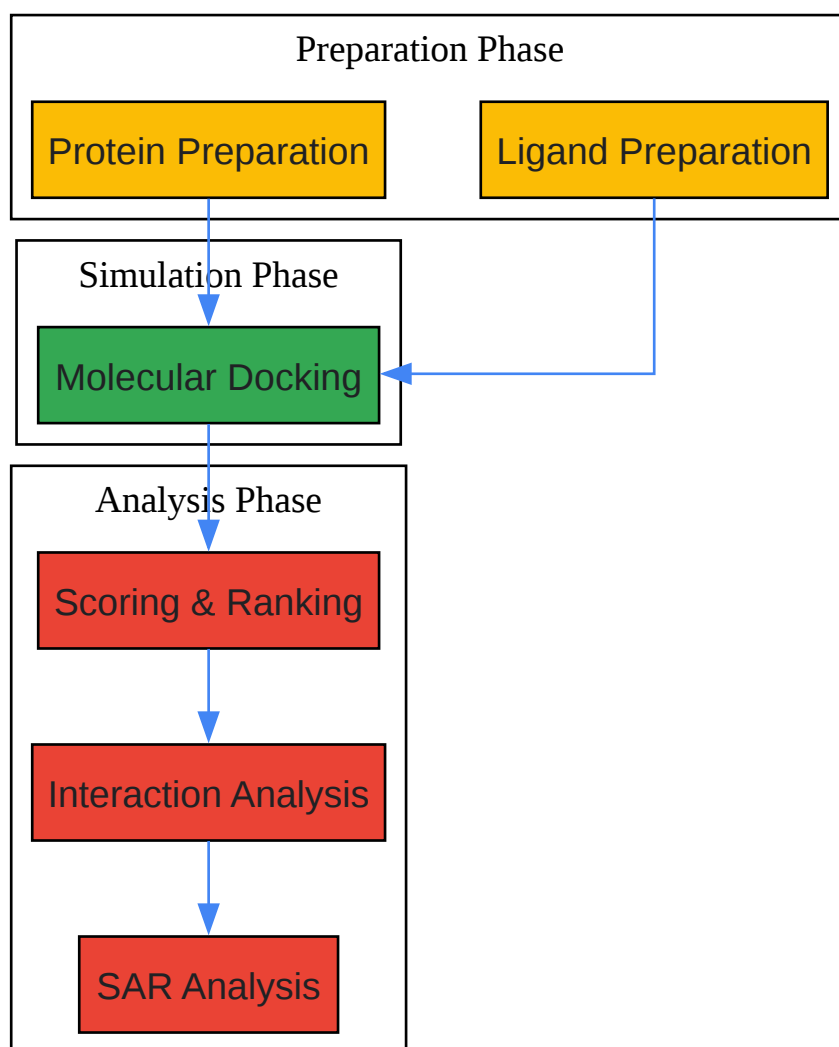 Preparation Phase
Protein Preparation
Ligand Preparation
Simulation Phase
Molecular Docking
Analysis Phase
Scoring & Ranking
Interaction Analysis
SAR Analysis